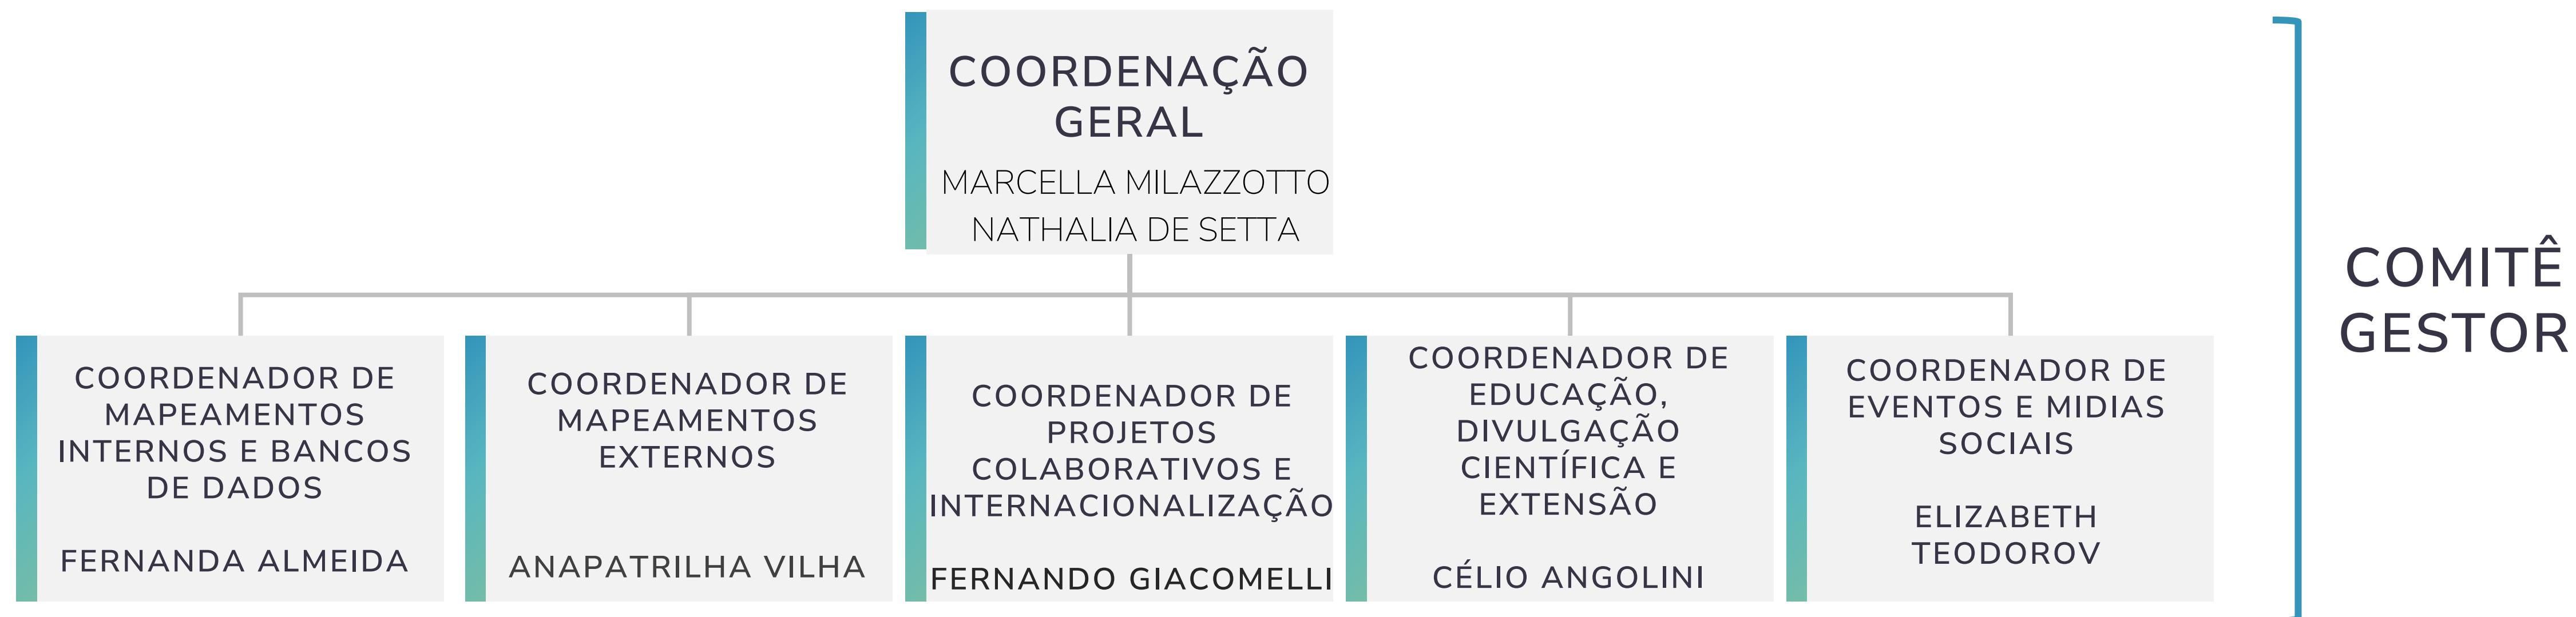 COORDENAÇÃO
GERAL
MARCELLA MILAZZOTTO
NATHALIA DE SETTA
COORDENADOR DE
MAPEAMENTOS
INTERNOS E BANCOS
DE DADOS
FERNANDA ALMEIDA
COORDENADOR DE
MAPEAMENTOS
EXTERNOS
ANAPATRILHA VILHA
COORDENADOR DE
PROJETOS
COLABORATIVOS E
INTERNACIONALIZAÇÃO
FERNANDO GIACOMELLI
COORDENADOR DE
EDUCAÇÃO,
DIVULGAÇÃO
CIENTÍFICA E
EXTENSÃO
CÉLIO ANGOLINI
COORDENADOR DE
EVENTOS E MIDIAS
SOCIAIS
ELIZABETH
TEODOROV
COMITÊ
GESTOR